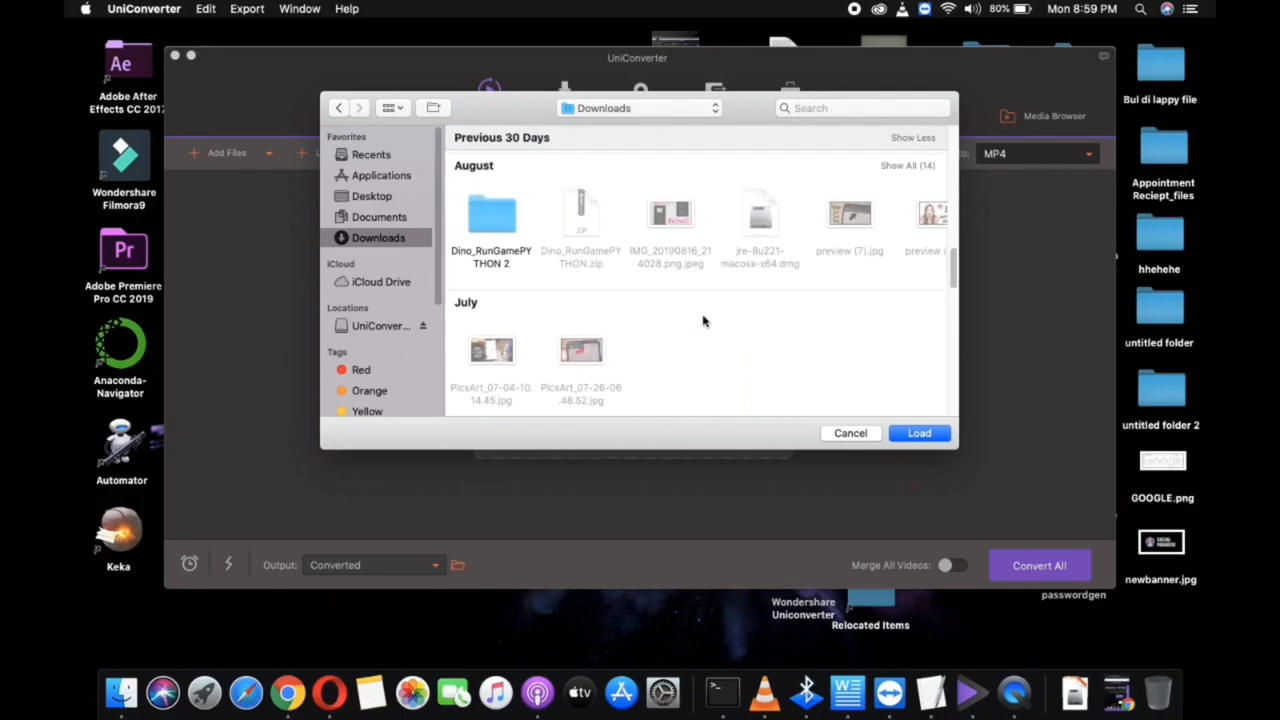 UniConverter Edit Export Window Help
80% Mon 8:59 PM
Ae
Adobe After
Effects CC 2017
Wondershare
Filmora9
Pr
Adobe Premiere
Pro CC 2019
Anaconda-
Navigator
Automator
Keka
UniConverter
Media Browser
Add Files
MP4
Downloads
Search
Favorites
Recents
Applications
Desktop
Documents
Downloads
iCloud
iCloud Drive
Locations
UniConver...
Tags
Red
Orange
Yellow
Previous 30 Days
Show Less
August
Show All (14)
Dino_RunGamePY
THON 2
ZIP
Dino_RunGamePY
THON.zip
IMG_20190816_21
4028.png.jpeg
jre-8u221-
macosx-x64.dmg
preview (7).jpg
preview (
July
PicsArt_07-04-10.
14.45.jpg
PicsArt_07-26-06
.48.52.jpg
Cancel
Load
Output:
Converted
Merge All Videos:
Convert All
Bul di lappy file
Appointment
Reciept_files
hhehehe
untitled folder
untitled folder 2
GOOGLE.png
newbanner.jpg
passwordgen
Wondershare
Uniconverter
Relocated Items
tv